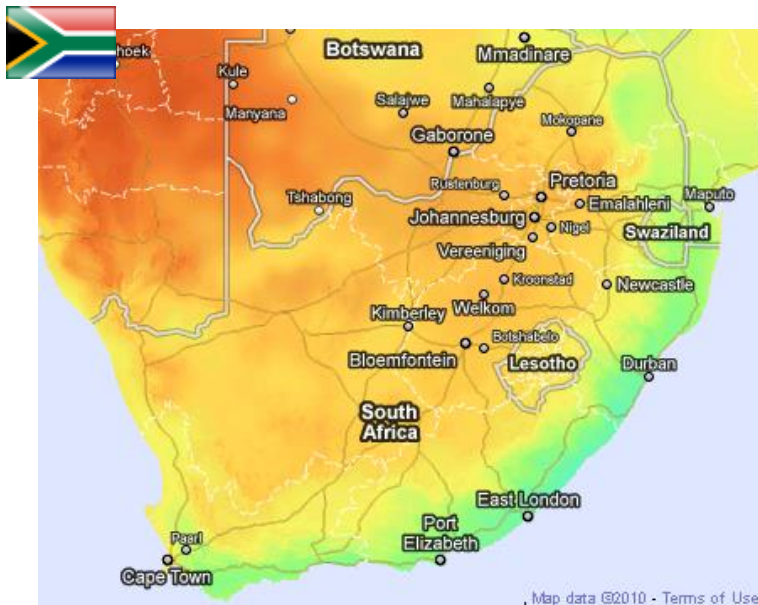 hoek
Botswana
Mmadinare
Kule
Manyana
Salajwe
Mahalapye
Mokopane
Gaborone
Tshabong
Rustenburg
Pretoria
Emalahleni
Maputo
Johannesburg
Nigel
Swaziland
Vereeniging
Kroonstad
Newcastle
Welkom
Kimberley
Botshabelo
Bloemfontein
Lesotho
Durban
South
Africa
East London
Port
Elizabeth
Paarl
Cape Town
, Map data ©2010 - Terms of Use